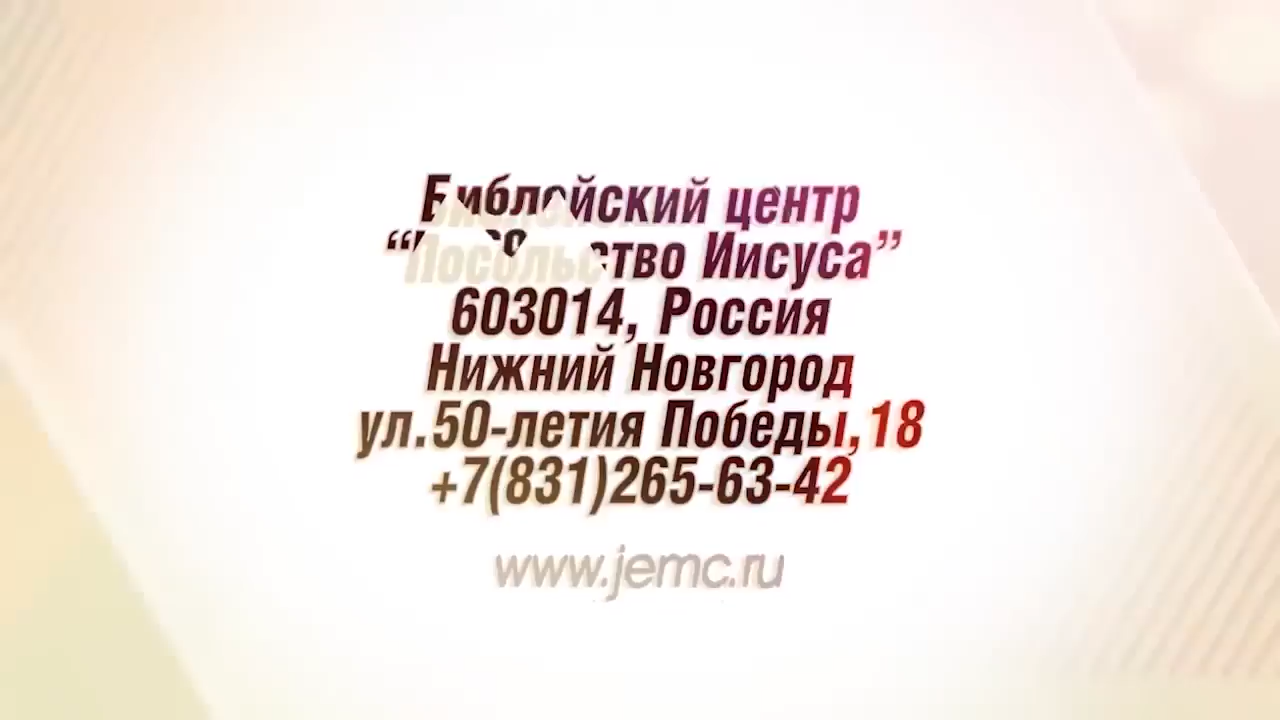 Библейский центр
“Посольство Иисуса”
603014, Россия
Нижний Новгород
ул.50-летия Победы,18
+7(831)265-63-42
www.jemc.ru